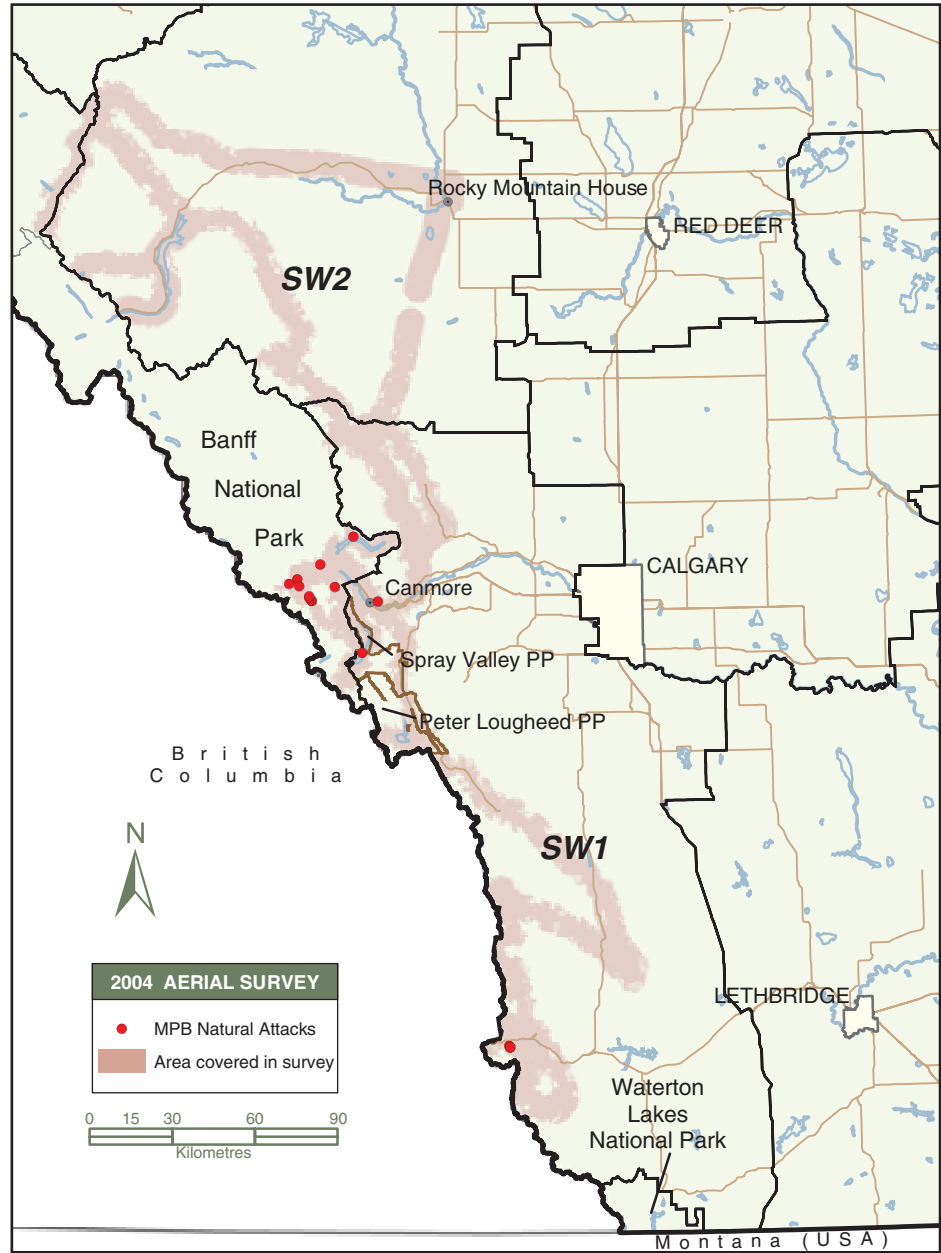 Rocky Mountain House
RED DEER
SW2
Banff
National
Park
CALGARY
Canmore
Spray Valley PP
Peter Lougheed PP
British
Columbia
N
SW1
2004 AERIAL SURVEY
MPB Natural Attacks
Area covered in survey
LETHBRIDGE
Waterton
Lakes
National Park
0 15 30 60 90
Kilometres
Montana (USA)